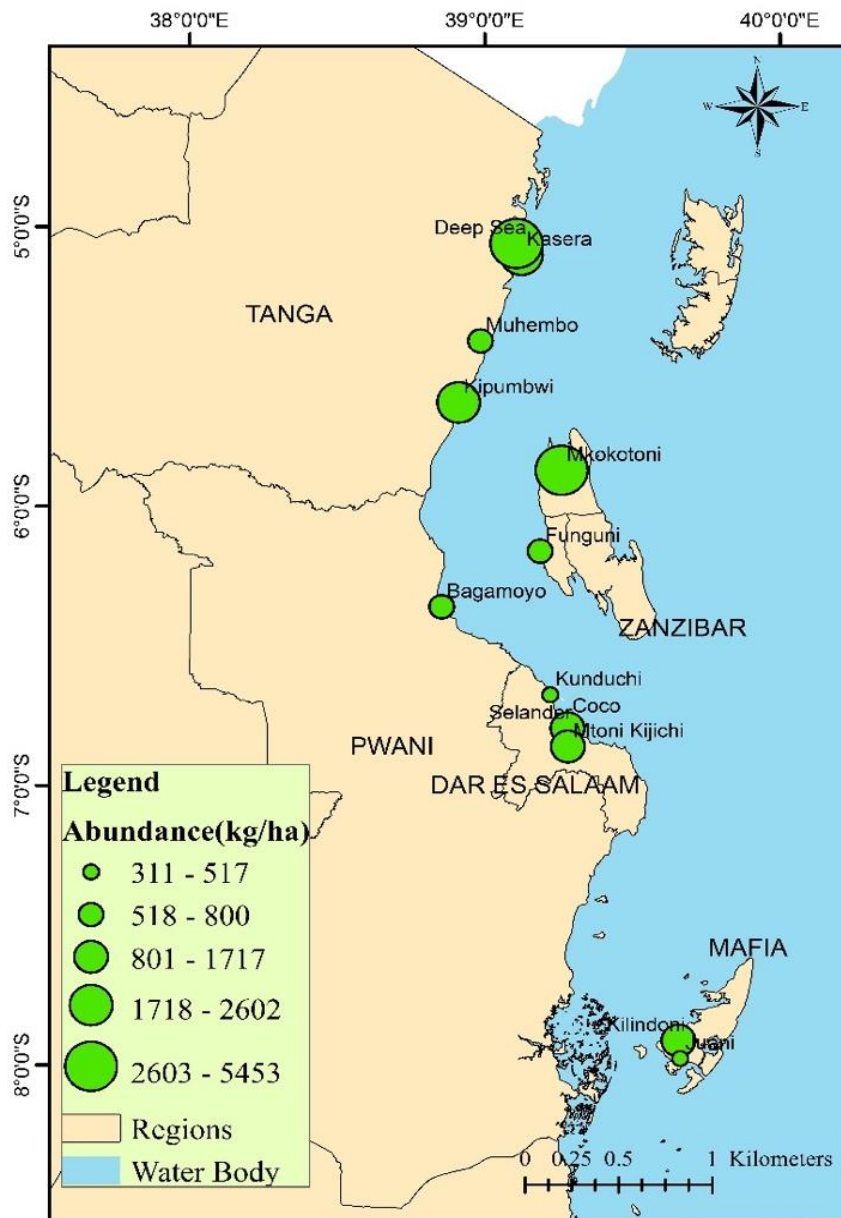 38°0'0"E 39°0'0"E 40°0'0"E
N
W E
S
5°0'0"S
Deep Sea
Kasera
TANGA
Muhembo
Kipumbwi
Mkokotoni
6°0'0"S
Funguni
Bagamoyo
ZANZIBAR
Kunduchi
Selander Coco
Mtoni Kijichi
PWANI
DAR ES SALAAM
7°0'0"S
Legend
Abundance(kg/ha)
311 - 517
518 - 800
801 - 1717
1718 - 2602
2603 - 5453
Regions
Water Body
MAFIA
Kilindoni
Juani
8°0'0"S
0 0.25 0.5 1 Kilometers